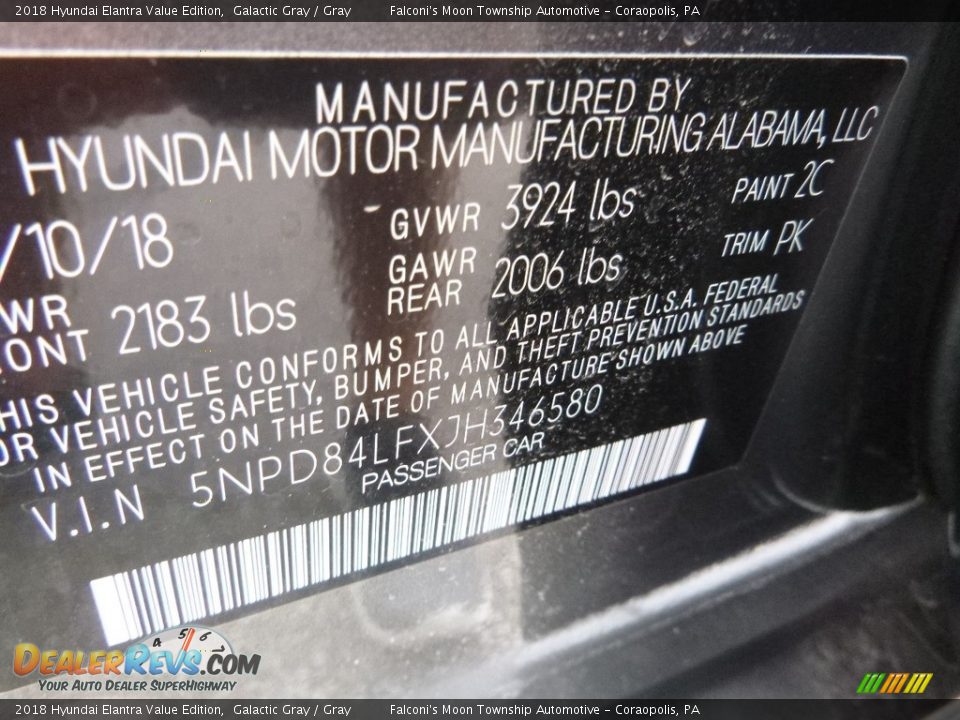 2018 Hyundai Elantra Value Edition, Galactic Gray / Gray Falconi's Moon Township Automotive - Coraopolis, PA
MANUFACTURED BY
HYUNDAI MOTOR MANUFACTURING ALABAMA, LLC
/10/18 GVWR 3924 lbs PAINT 2C
WR ONT 2183 lbs GAWR REAR 2006 lbs TRIM PK
HIS VEHICLE CONFORMS TO ALL APPLICABLE U.S.A. FEDERAL
OR VEHICLE SAFETY, BUMPER, AND THEFT PREVENTION STANDARDS
IN EFFECT ON THE DATE OF MANUFACTURE SHOWN ABOVE
V.I.N 5NPD84LFXJH346580
PASSENGER CAR
4 5 6
DEALERREVS.COM
YOUR AUTO DEALER SUPERHIGHWAY
2018 Hyundai Elantra Value Edition, Galactic Gray / Gray Falconi's Moon Township Automotive - Coraopolis, PA